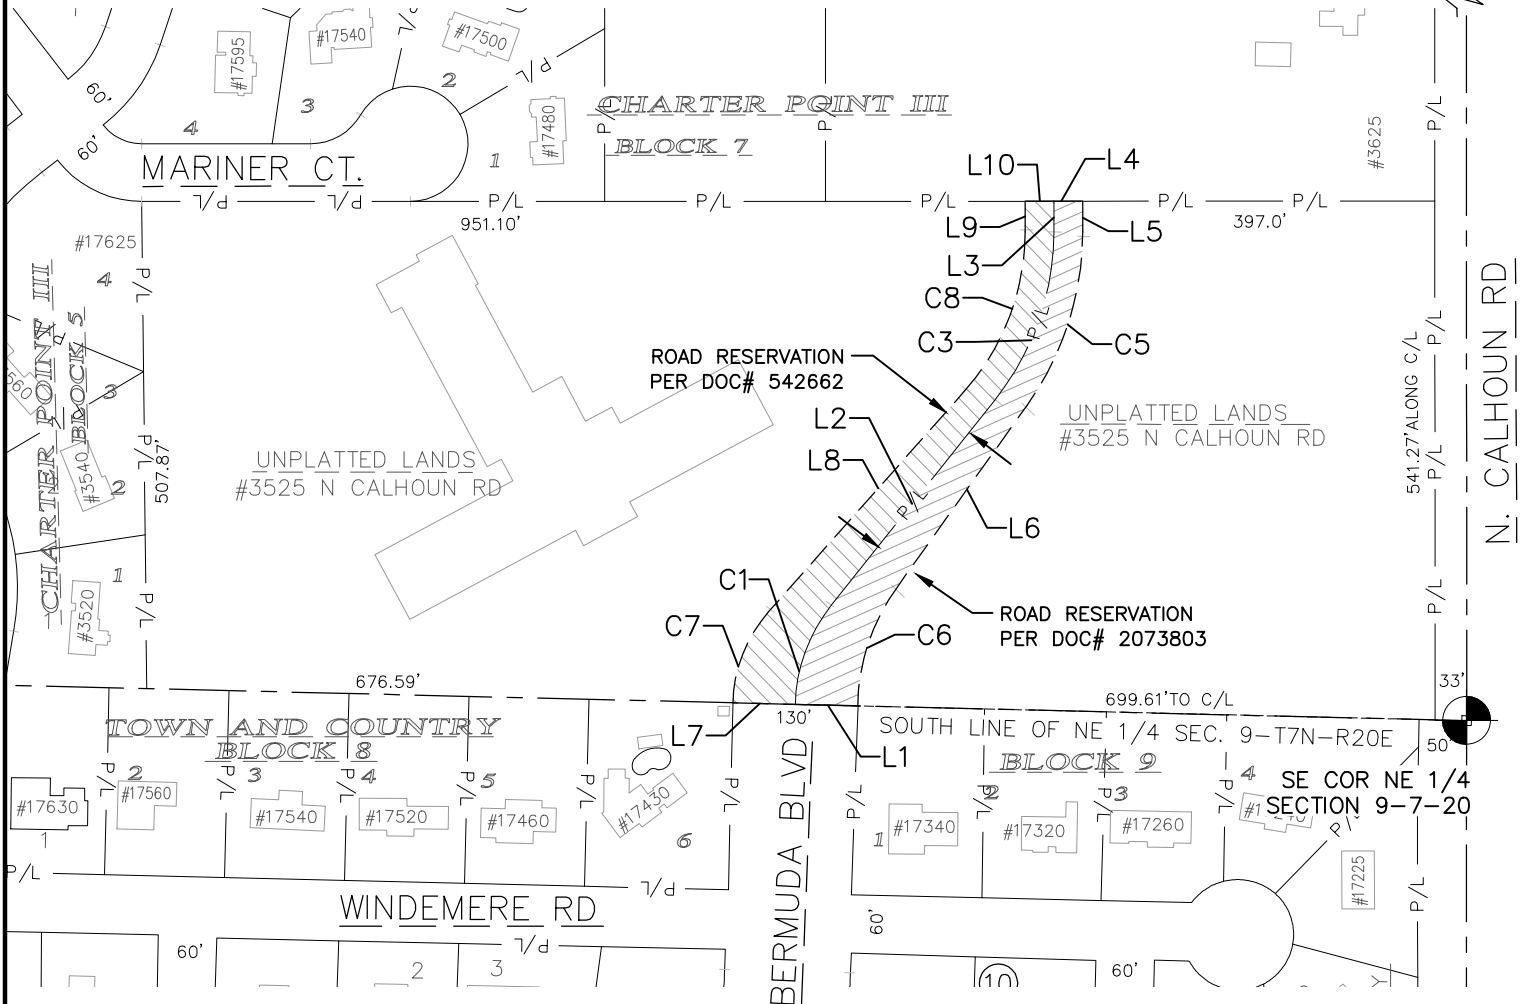 #17595
#17540
#17500
60'
60'
4
3
2
1
P/L
P/L
#17480
P/L
P/L
P/L
CHARTER POINT III
BLOCK 7
#3625
MARINER CT.
P/L
P/L
P/L
P/L
P/L
P/L
P/L
951.10'
397.0'
L10
L4
L9
L5
L3
C8
C3
C5
P/L
ROAD RESERVATION
PER DOC# 542662
L2
L8
P/L
L6
C1
C7
C6
ROAD RESERVATION
PER DOC# 2073803
#17625
4
3
2
1
CHARTER POINT III
BLOCK 5
#3540
#3520
P/L
P/L
P/L
507.87'
UNPLATTED LANDS
#3525 N CALHOUN RD
UNPLATTED LANDS
#3525 N CALHOUN RD
541.27' ALONG C/L
P/L
P/L
P/L
N. CALHOUN RD
676.59'
L7
130'
L1
699.61' TO C/L
33'
50'
SOUTH LINE OF NE 1/4 SEC. 9-T7N-R20E
SE COR NE 1/4
SECTION 9-7-20
TOWN AND COUNTRY
BLOCK 8
BLOCK 9
2
3
4
5
6
1
1
2
3
4
P/L
P/L
P/L
P/L
P/L
P/L
P/L
P/L
P/L
P/L
#17630
#17560
#17540
#17520
#17460
#17430
#17340
#17320
#17260
#17225
P/L
P/L
P/L
WINDEMERE RD
BERMUDA BLVD
60'
60'
60'
2
3
10